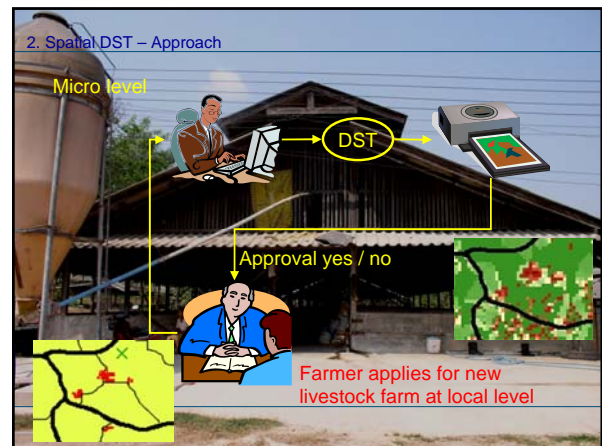 2. Spatial DST – Approach
Micro level
DST
Approval yes / no
Farmer applies for new
livestock farm at local level